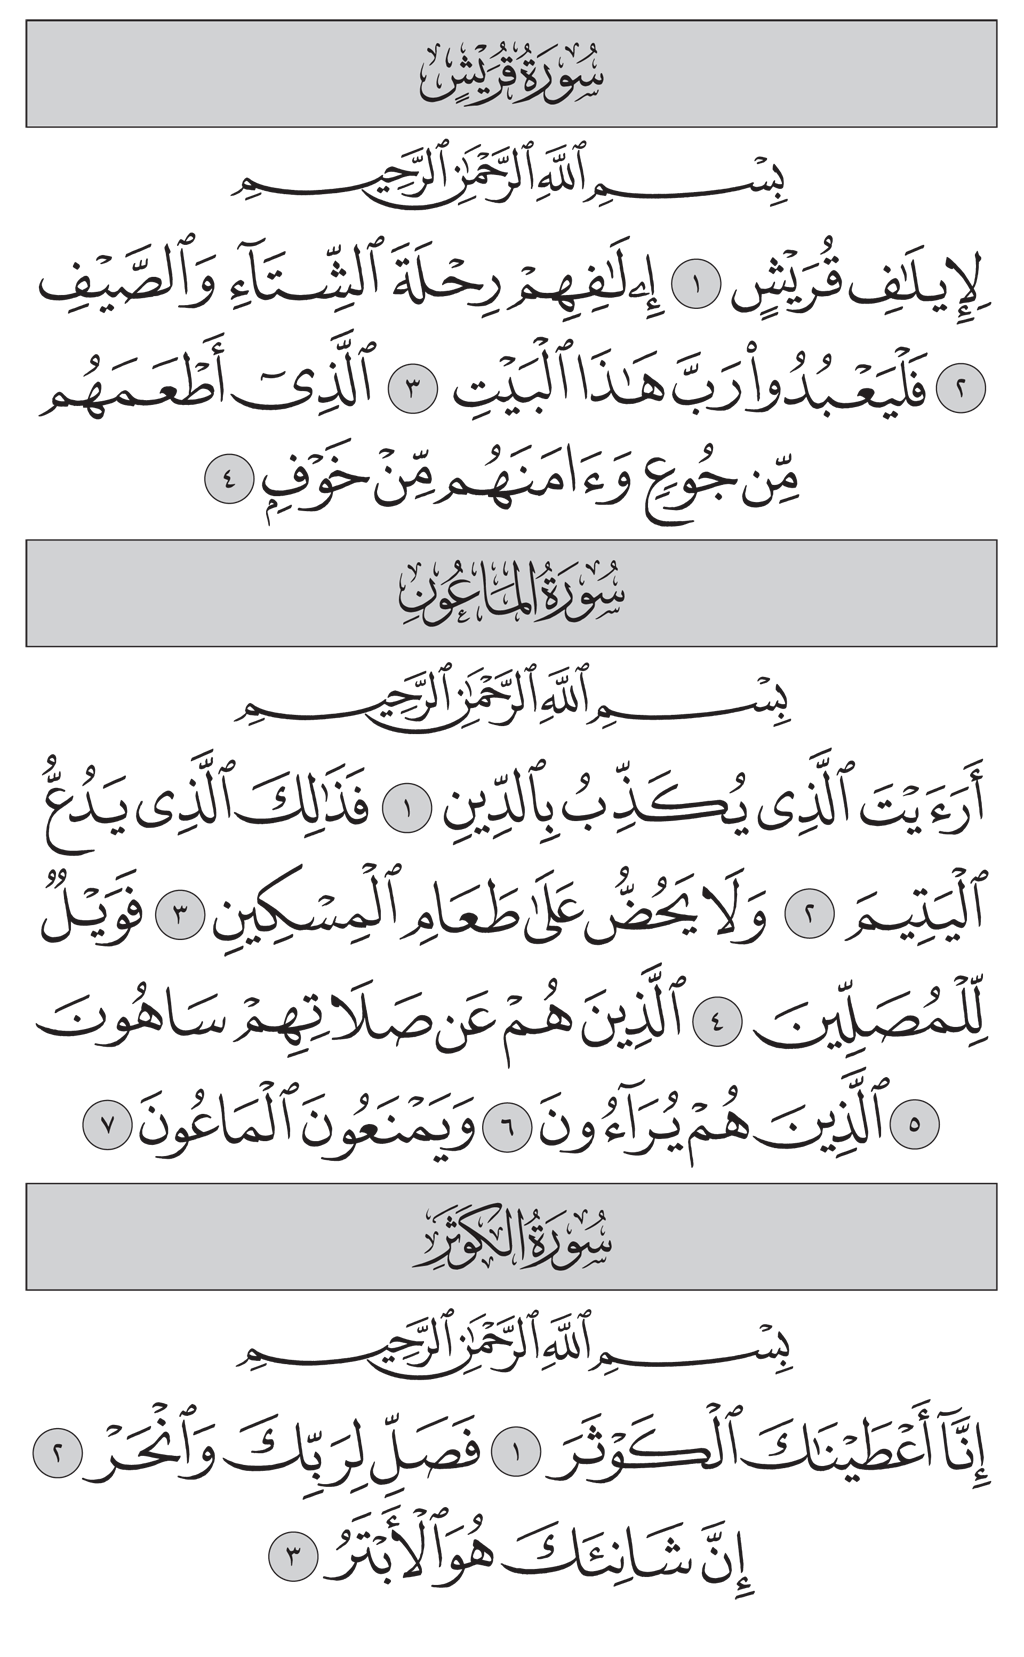 سُورَةُ قُرَيْشٍ
بِسْمِ ٱللَّهِ ٱلرَّحْمَٰنِ ٱلرَّحِيمِ
لِإِيلَٰفِ قُرَيْشٍ ١ إِۦلَٰفِهِمْ رِحْلَةَ ٱلشِّتَآءِ وَٱلصَّيْفِ
٢ فَلْيَعْبُدُوا۟ رَبَّ هَٰذَا ٱلْبَيْتِ ٣ ٱلَّذِىٓ أَطْعَمَهُم
مِّن جُوعٍ وَءَامَنَهُم مِّنْ خَوْفٍۭ ٤
سُورَةُ المَاعُونِ
بِسْمِ ٱللَّهِ ٱلرَّحْمَٰنِ ٱلرَّحِيمِ
أَرَءَيْتَ ٱلَّذِى يُكَذِّبُ بِٱلدِّينِ ١ فَذَٰلِكَ ٱلَّذِى يَدُعُّ
ٱلْيَتِيمَ ٢ وَلَا يَحُضُّ عَلَىٰ طَعَامِ ٱلْمِسْكِينِ ٣ فَوَيْلٌ
لِّلْمُصَلِّينَ ٤ ٱلَّذِينَ هُمْ عَن صَلَاتِهِمْ سَاهُونَ
٥ ٱلَّذِينَ هُمْ يُرَآءُونَ ٦ وَيَمْنَعُونَ ٱلْمَاعُونَ ٧
سُورَةُ الكَوْثَرِ
بِسْمِ ٱللَّهِ ٱلرَّحْمَٰنِ ٱلرَّحِيمِ
إِنَّآ أَعْطَيْنَٰكَ ٱلْكَوْثَرَ ١ فَصَلِّ لِرَبِّكَ وَٱنْحَرْ ٢
إِنَّ شَانِئَكَ هُوَ ٱلْأَبْتَرُ ٣